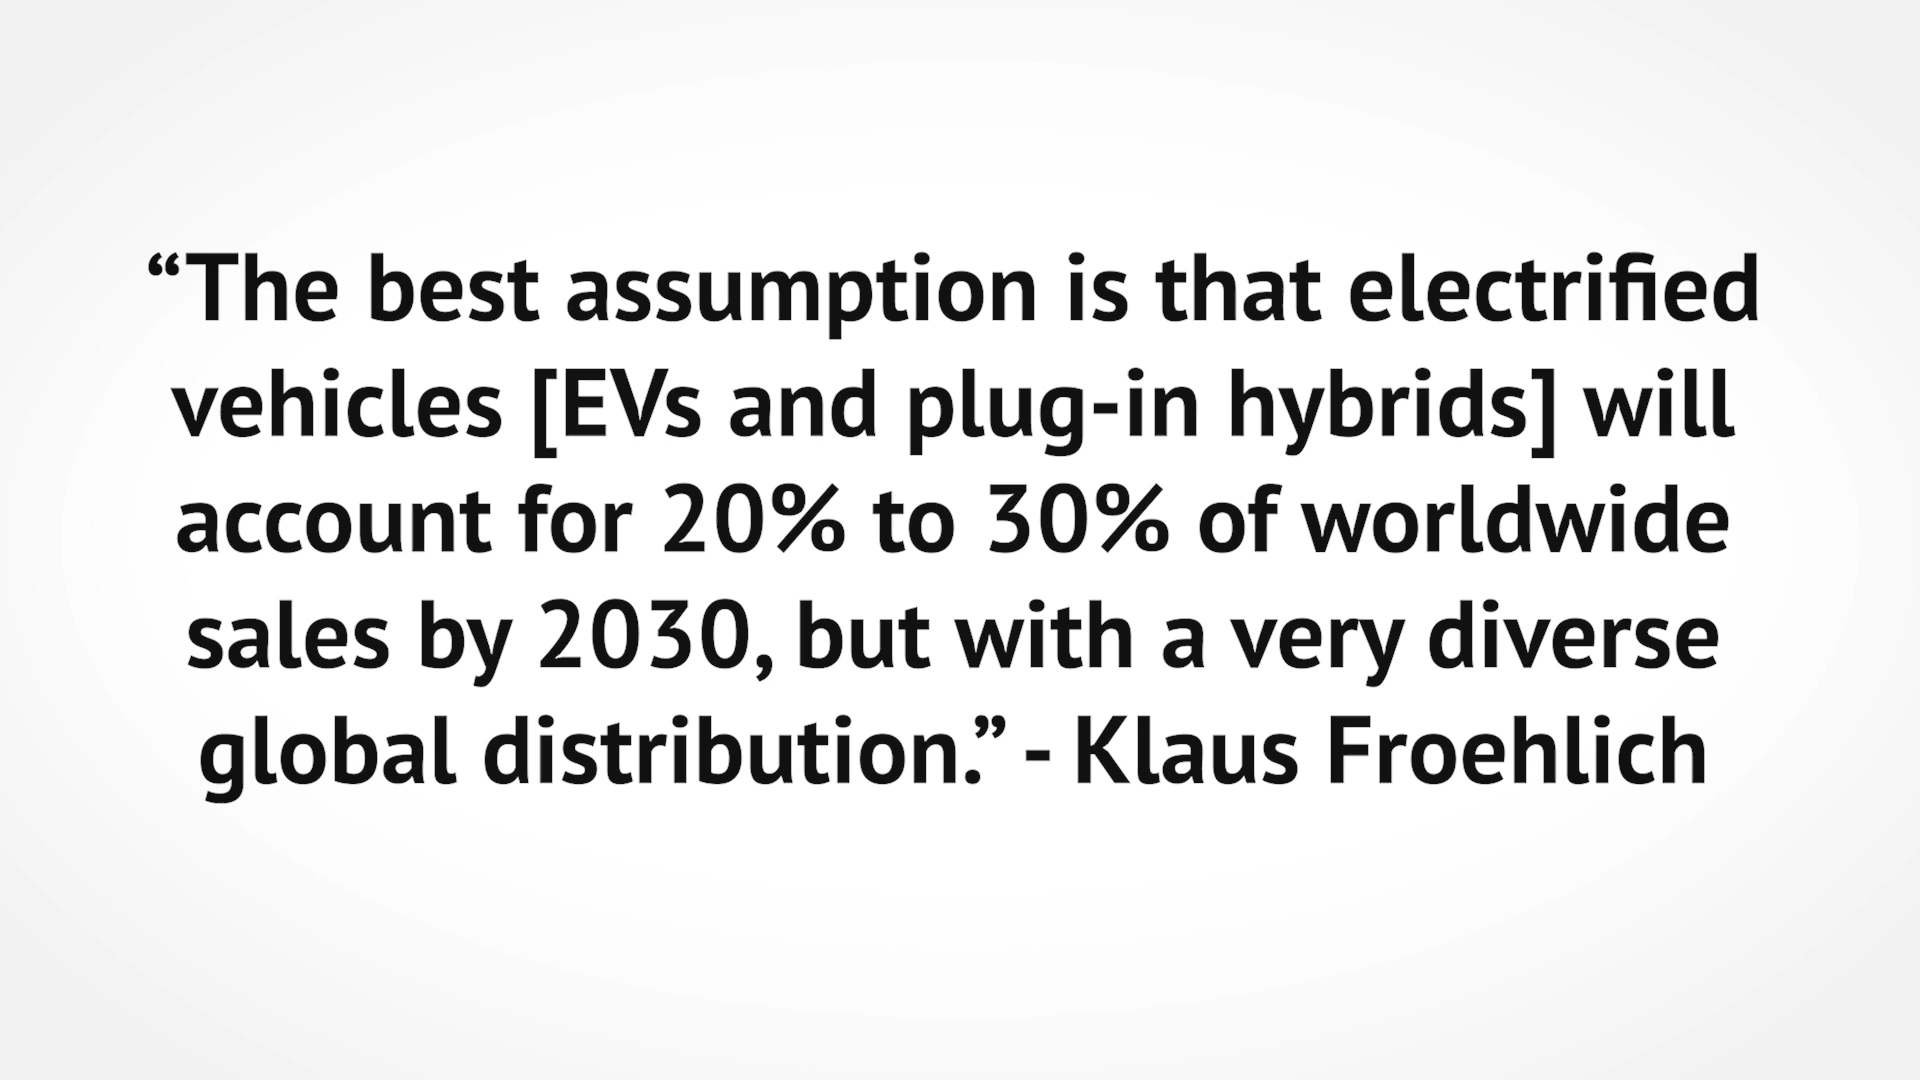 “The best assumption is that electrified
vehicles [EVs and plug-in hybrids] will
account for 20% to 30% of worldwide
sales by 2030, but with a very diverse
global distribution.” - Klaus Froehlich